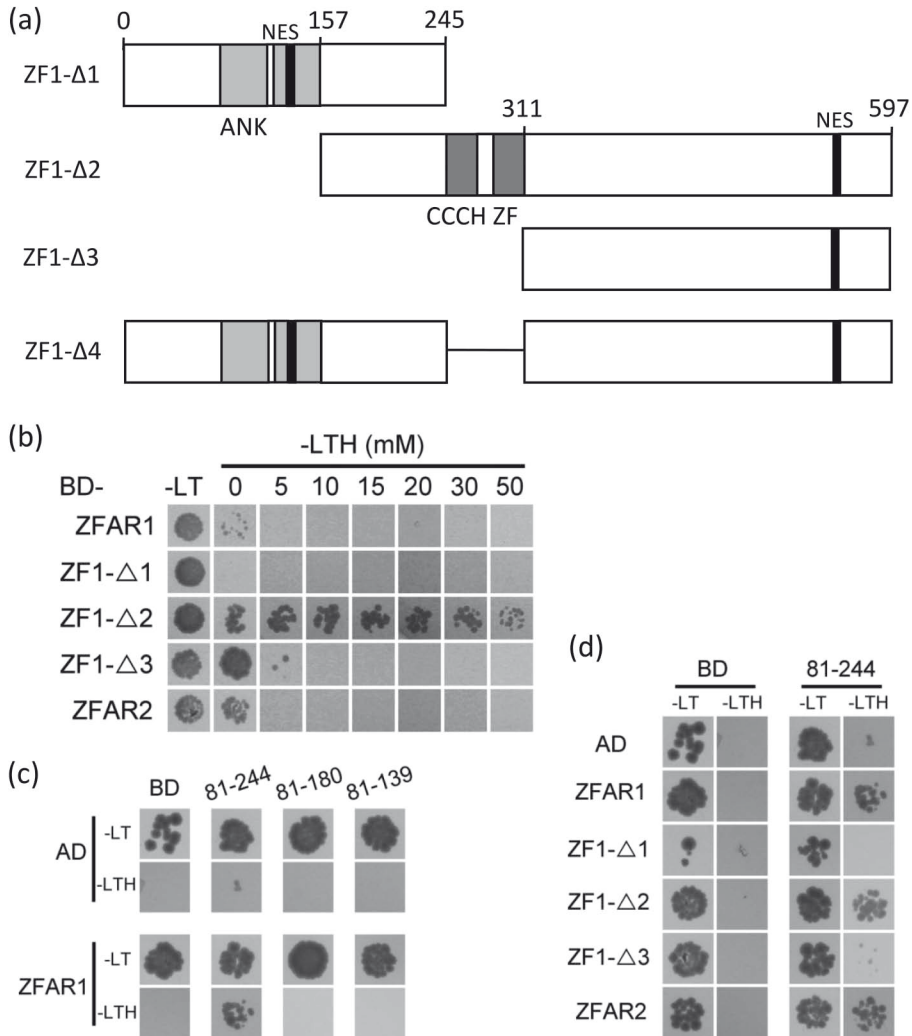 (a)
0 NES 157 245
ZF1-Δ1
ANK
311 NES 597
ZF1-Δ2
CCCH ZF
ZF1-Δ3
ZF1-Δ4
(b)
-LTH (mM)
BD- -LT 0 5 10 15 20 30 50
ZFAR1
ZF1-△1
ZF1-△2
ZF1-△3
ZFAR2
(c)
BD 81-244 81-180 81-139
AD -LT
-LTH
ZFAR1 -LT
-LTH
(d)
BD 81-244
-LT -LTH -LT -LTH
AD
ZFAR1
ZF1-△1
ZF1-△2
ZF1-△3
ZFAR2